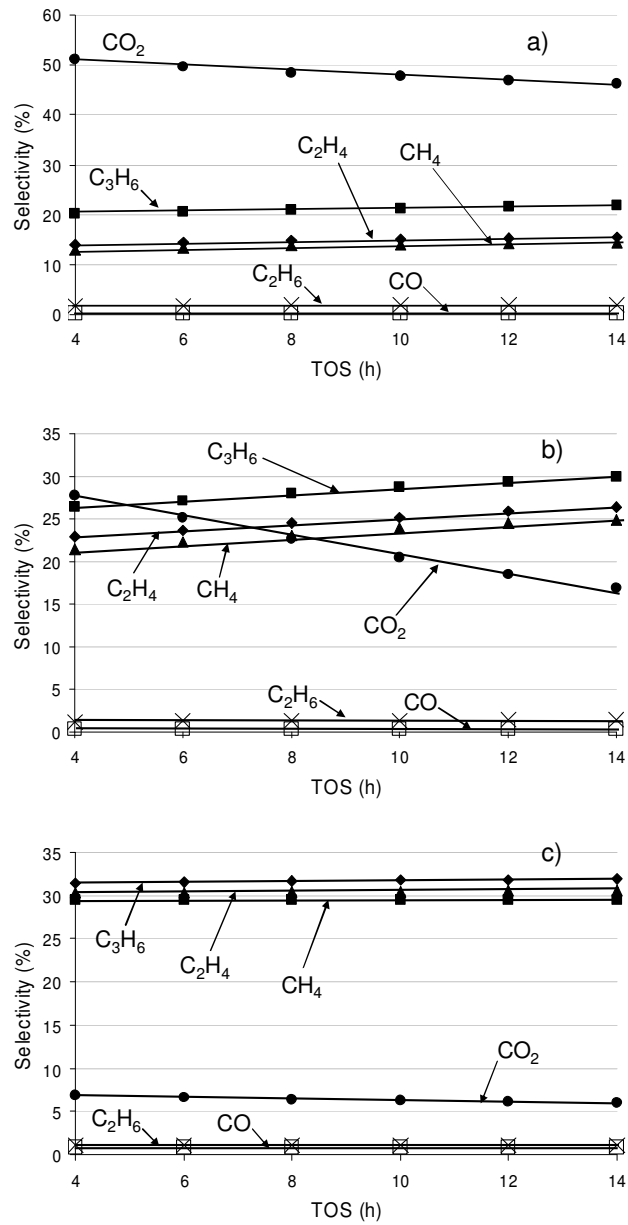 60
CO₂
a)
50
40
Selectivity (%)
C₂H₄
CH₄
30
C₃H₆
20
10
C₂H₆
CO
0
4 6 8 10 12 14
TOS (h)
35
C₃H₆
b)
30
25
Selectivity (%)
20
C₂H₄
CH₄
CO₂
15
10
5
C₂H₆
CO
0
4 6 8 10 12 14
TOS (h)
35
c)
30
C₃H₆
25
C₂H₄
CH₄
Selectivity (%)
20
15
10
CO₂
5
C₂H₆
CO
0
4 6 8 10 12 14
TOS (h)